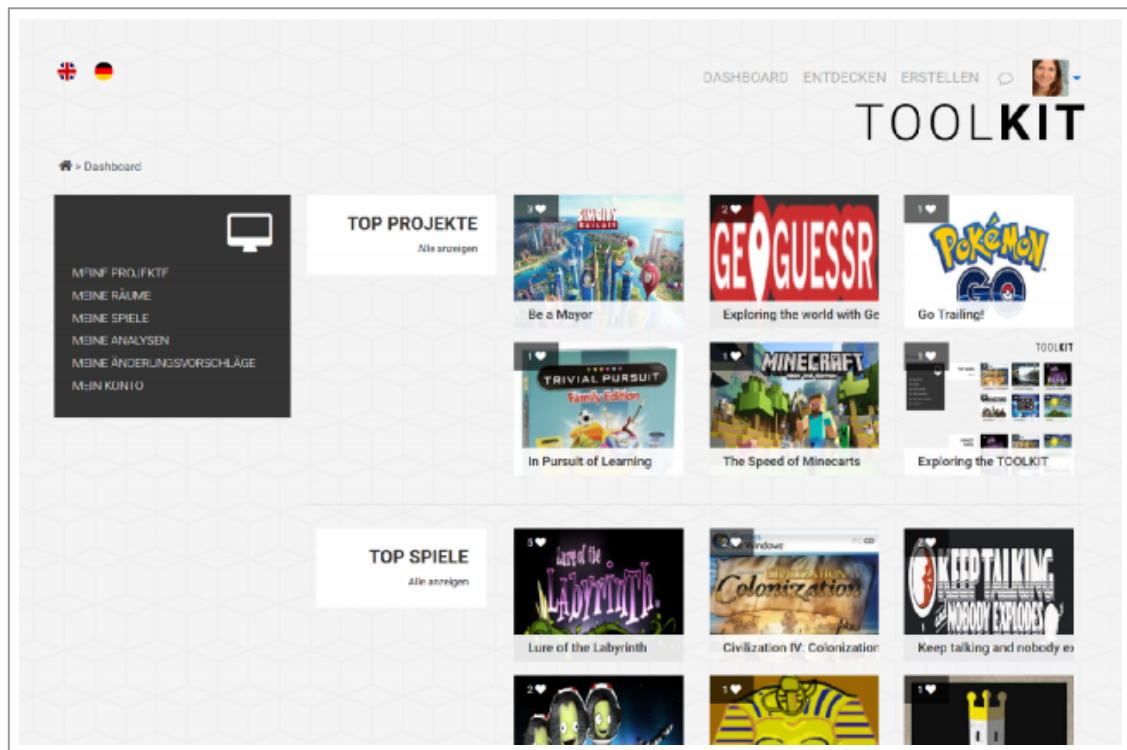 DASHBOARD ENTDECKEN ERSTELLEN
TOOLKIT
> Dashboard
MEINE PROJEKTE
MEINE RÄUME
MEINE SPIELE
MEINE ANALYSEN
MEINE ÄNDERUNGSVORSCHLÄGE
MEIN KONTO
TOP PROJEKTE
Alle anzeigen
3
SIMCITY
BUILDIT
Be a Mayor
2
GEOGUESSR
Exploring the world with Ge
1
POKÉMON
GO
Go Trailing!
1
TRIVIAL PURSUIT
Family Edition
In Pursuit of Learning
1
MINECRAFT
The Speed of Minecarts
1
TOOLKIT
Exploring the TOOLKIT
TOP SPIELE
Alle anzeigen
5
Lure of the
Labyrinth
Lure of the Labyrinth
2
Windows
Colonization
Civilization IV: Colonization
KEEP TALKING
AND
NOBODY EXPLODES
Keep talking and nobody ex
2
1
1